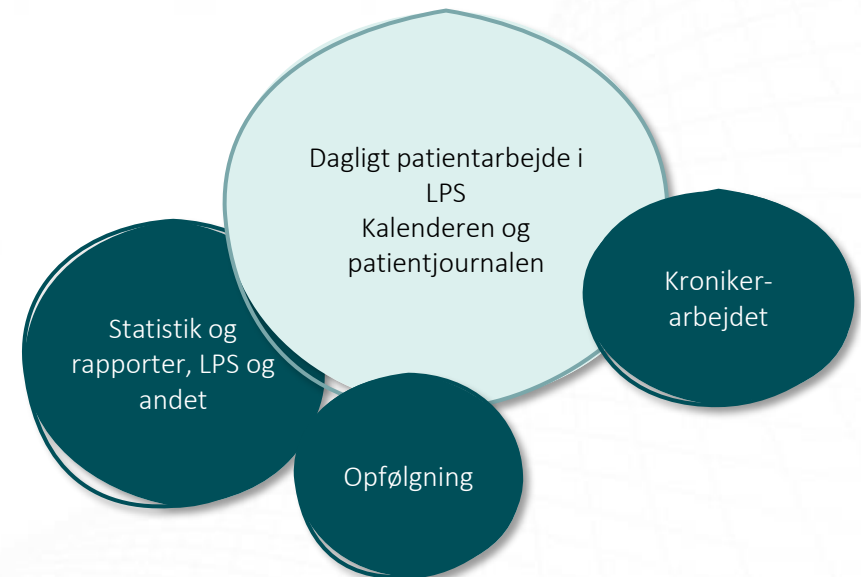 Dagligt patientarbejde i
LPS
Kalenderen og
patientjournalen
Kroniker-
arbejdet
Statistik og
rapporter, LPS og
andet
Opfølgning